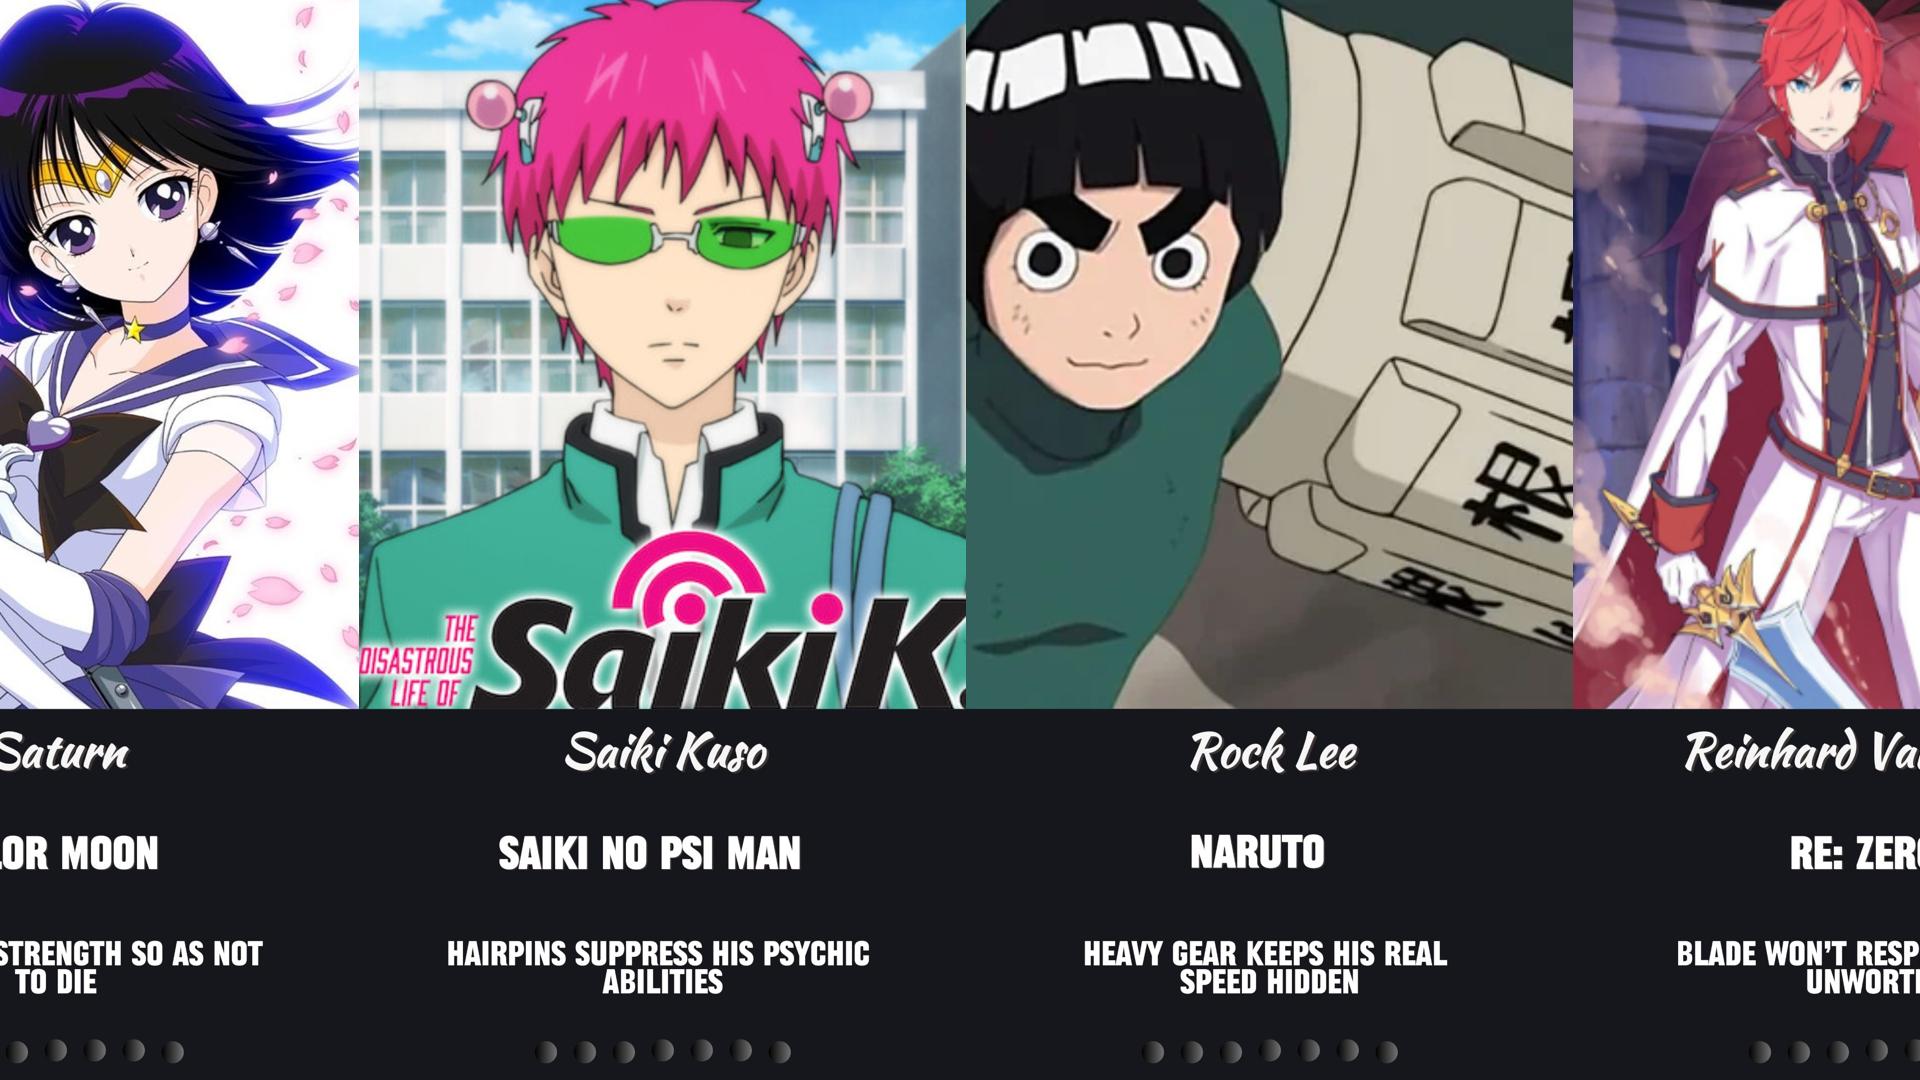 THE
DISASTROUS
LIFE OF
Saiki K.
根
Saturn
LOR MOON
STRENGTH SO AS NOT
TO DIE
Saiki Kuso
SAIKI NO PSI MAN
HAIRPINS SUPPRESS HIS PSYCHIC
ABILITIES
Rock Lee
NARUTO
HEAVY GEAR KEEPS HIS REAL
SPEED HIDDEN
Reinhard Va
RE: ZER
BLADE WON'T RESP
UNWORT